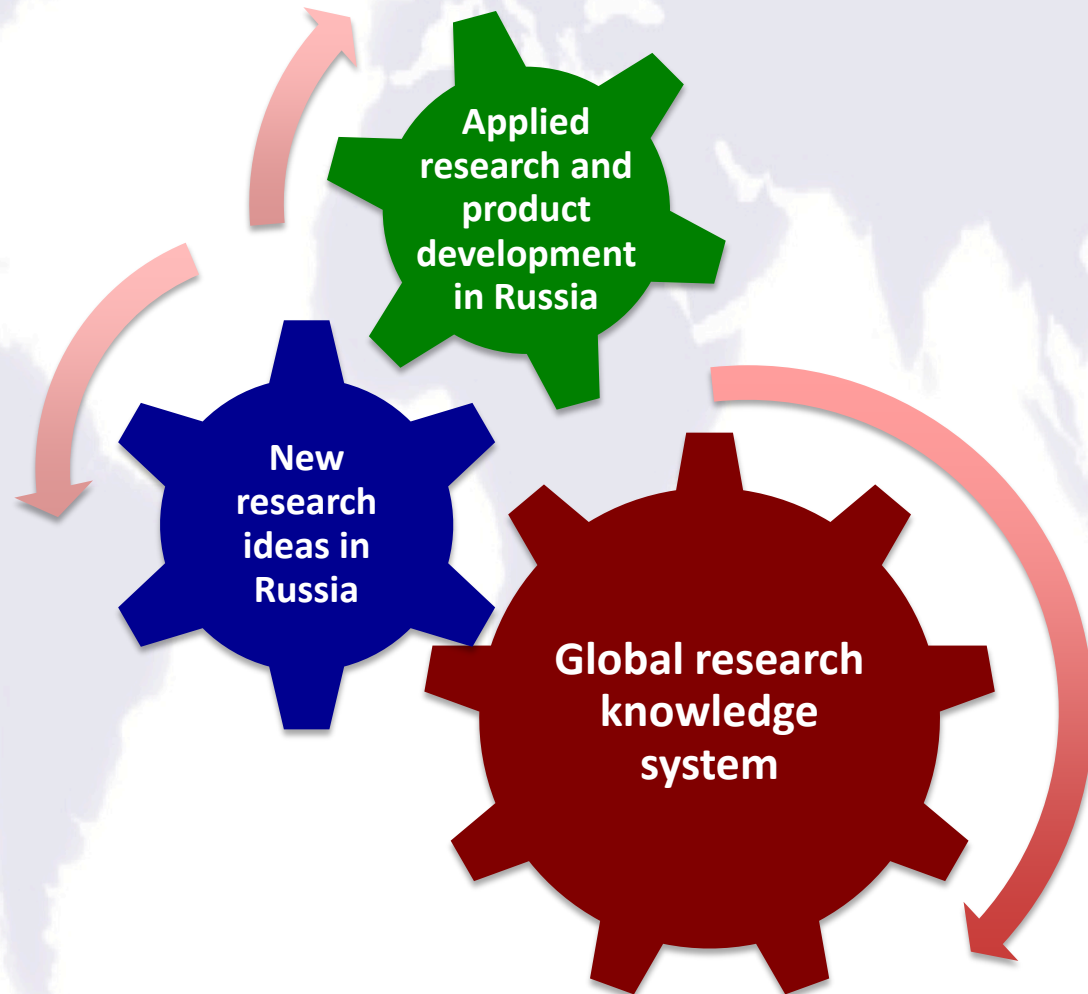 Applied
research and
product
development
in Russia
New
research
ideas in
Russia
Global research
knowledge
system